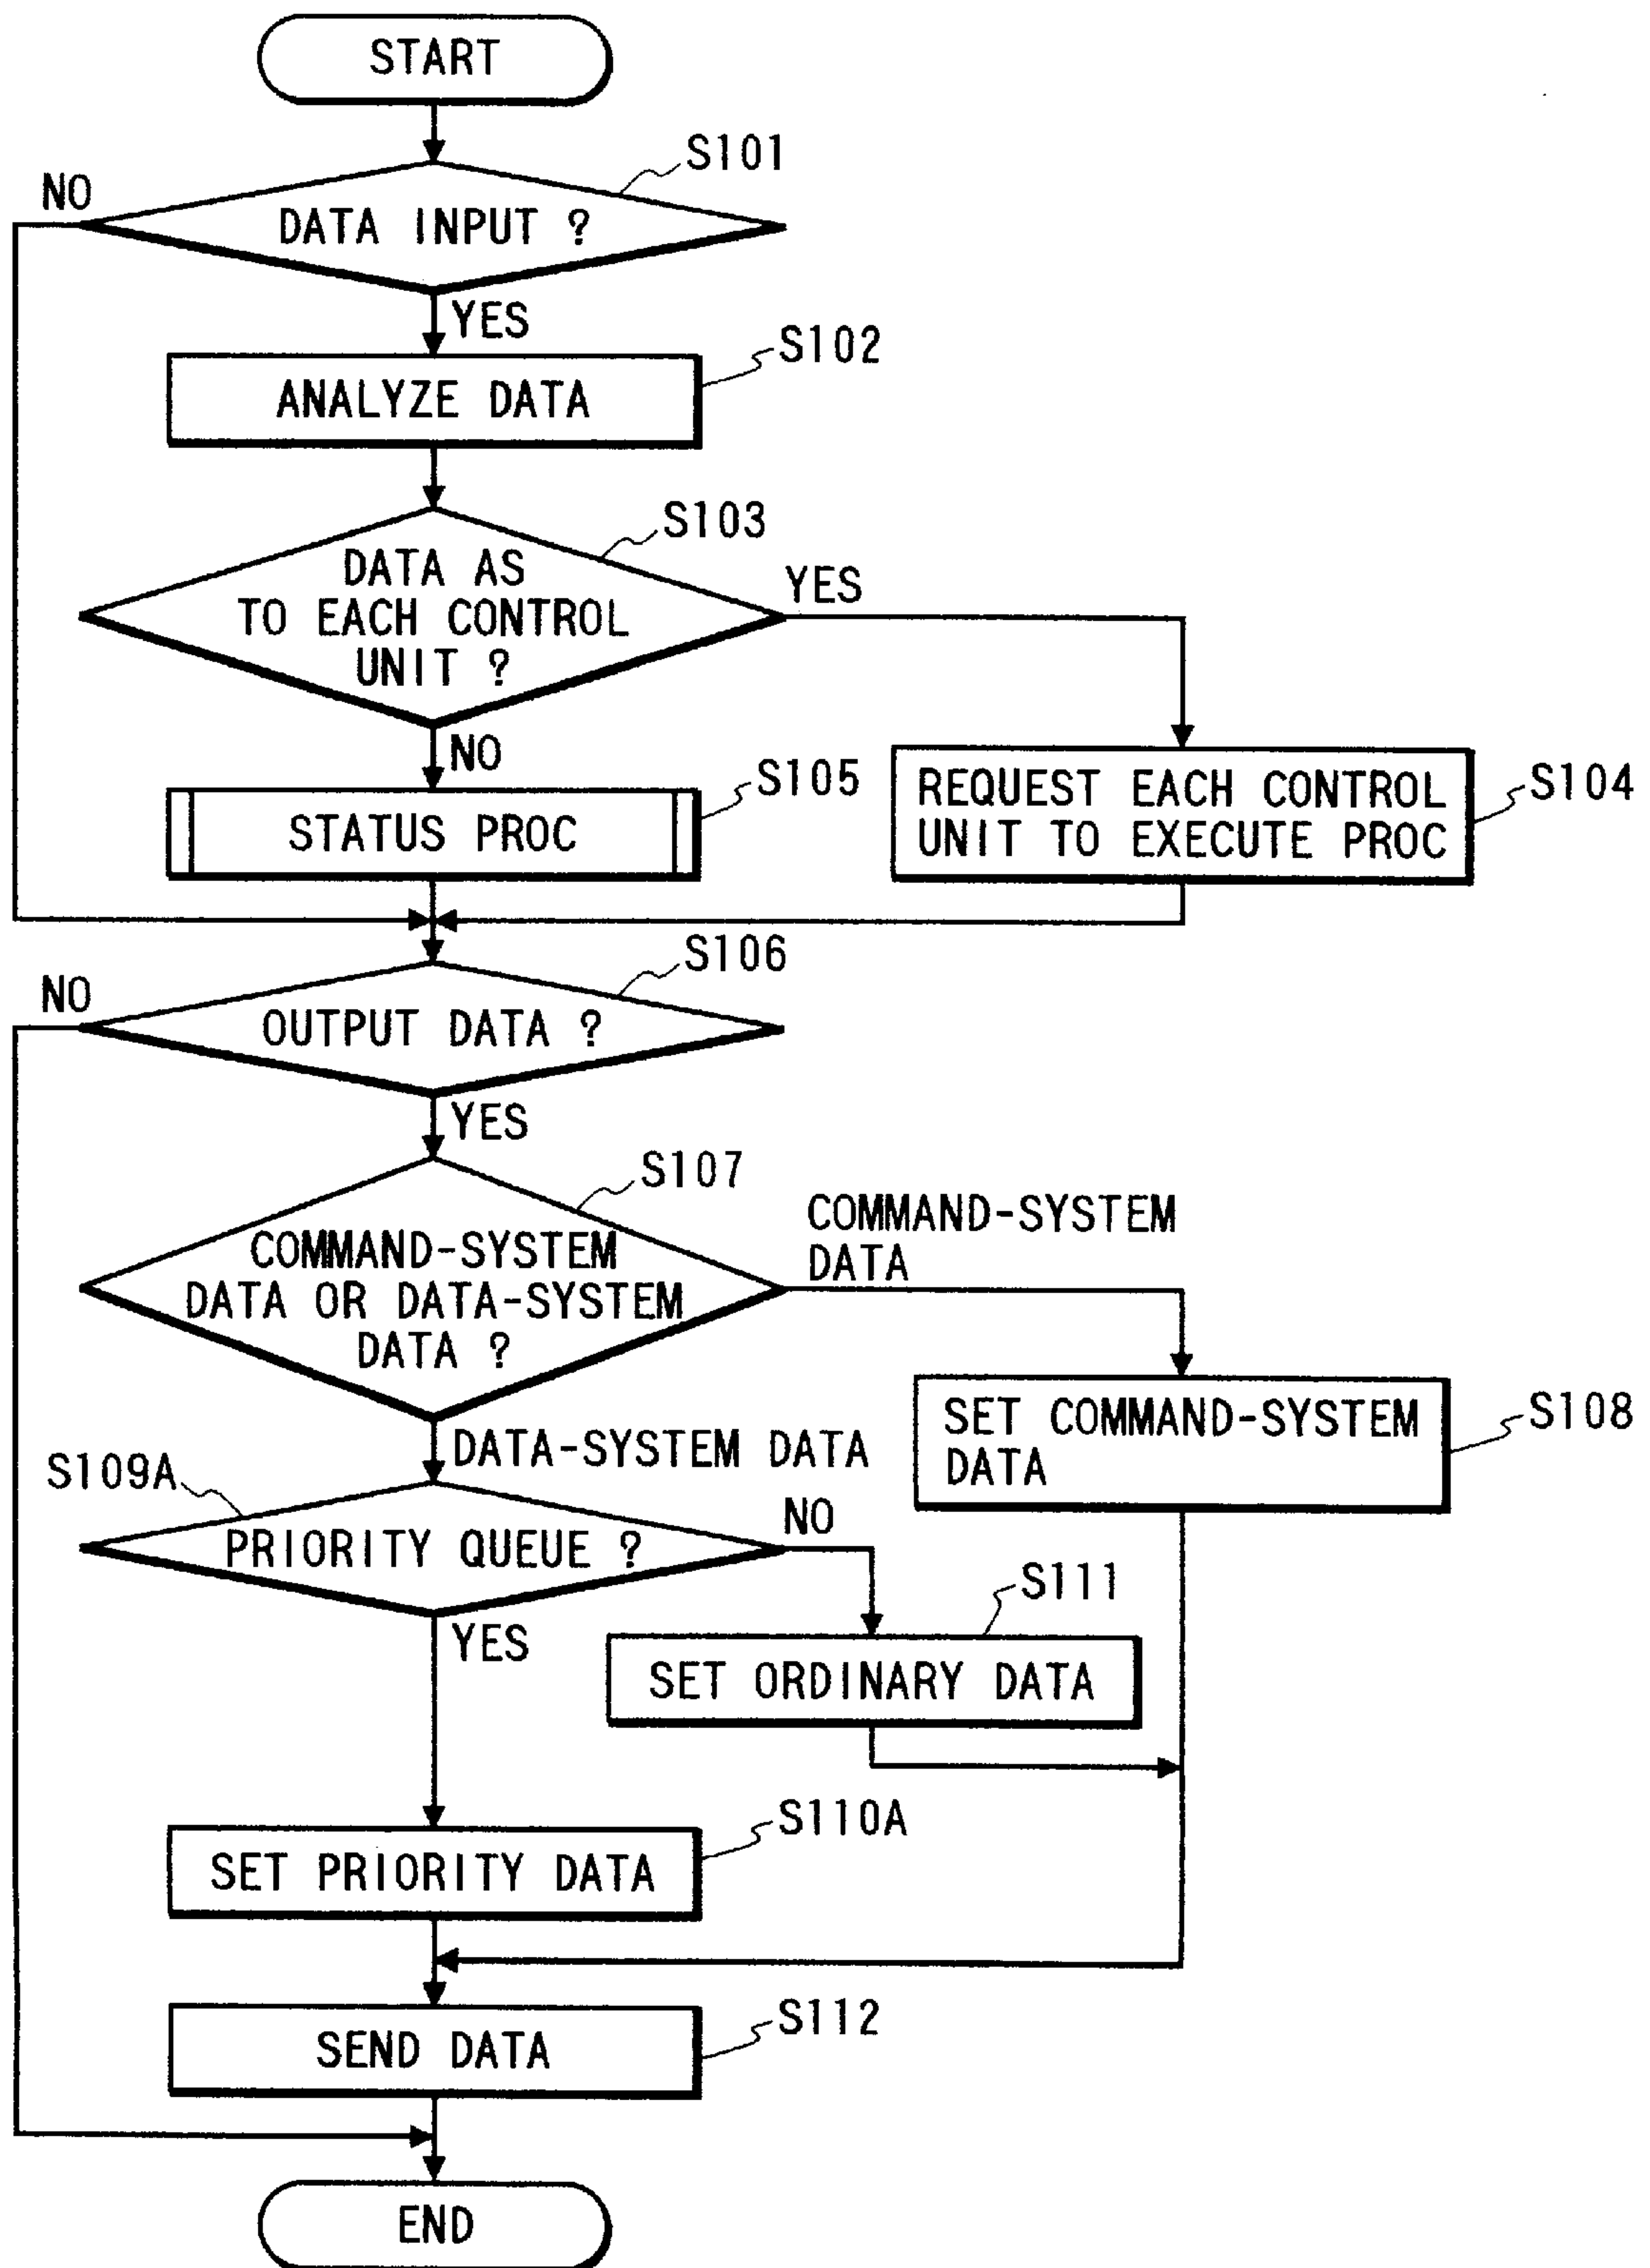 START
S101
NO
DATA INPUT ?
YES
S102
ANALYZE DATA
S103
DATA AS
TO EACH CONTROL
UNIT ?
YES
NO
S105
STATUS PROC
REQUEST EACH CONTROL
UNIT TO EXECUTE PROC
S104
S106
NO
OUTPUT DATA ?
YES
S107
COMMAND-SYSTEM
DATA OR DATA-SYSTEM
DATA ?
COMMAND-SYSTEM
DATA
SET COMMAND-SYSTEM
DATA
S108
DATA-SYSTEM DATA
S109A
PRIORITY QUEUE ?
NO
S111
YES
SET ORDINARY DATA
S110A
SET PRIORITY DATA
S112
SEND DATA
END